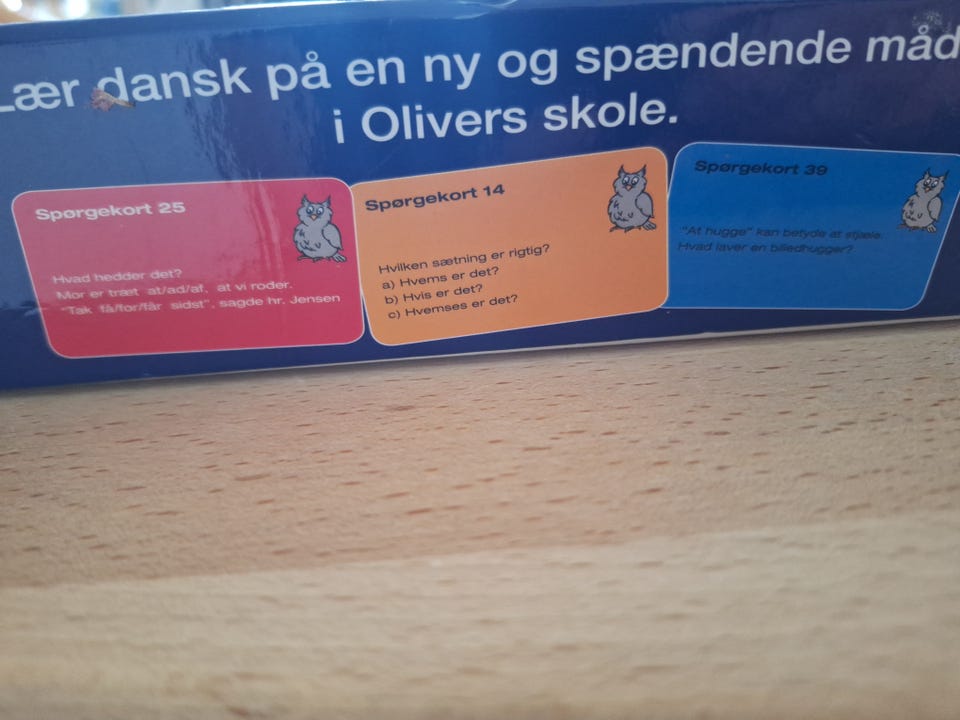 Lær dansk på en ny og spændende måd
i Olivers skole.
Spørgekort 25
Hvad hedder det?
Mor er træt at/ad/af, at vi roder.
"Tak få/for/får sidst", sagde hr. Jensen
Spørgekort 14
Hvilken sætning er rigtig?
a) Hvems er det?
b) Hvis er det?
c) Hvemses er det?
Spørgekort 39
"At hugge" kan betyde at stjæle.
Hvad laver en billedhugger?